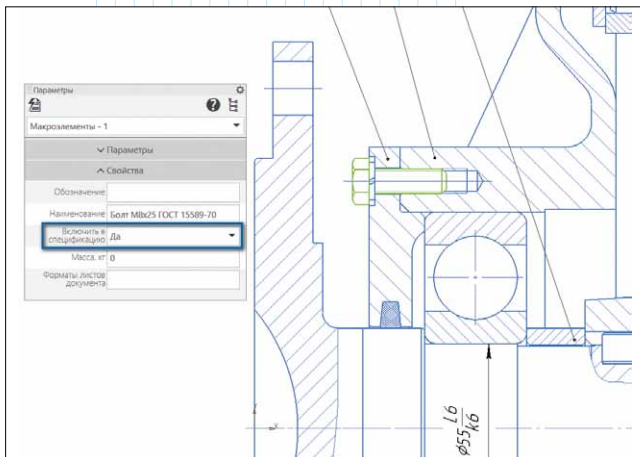 Параметры
Макроэлементы - 1
Параметры
Свойства
Обозначение
Наименование Болт М8х25 ГОСТ 15589-70
Включить в
спецификацию Да
Масса, кг 0
Форматы листов
документа
⌀55 L6
k6